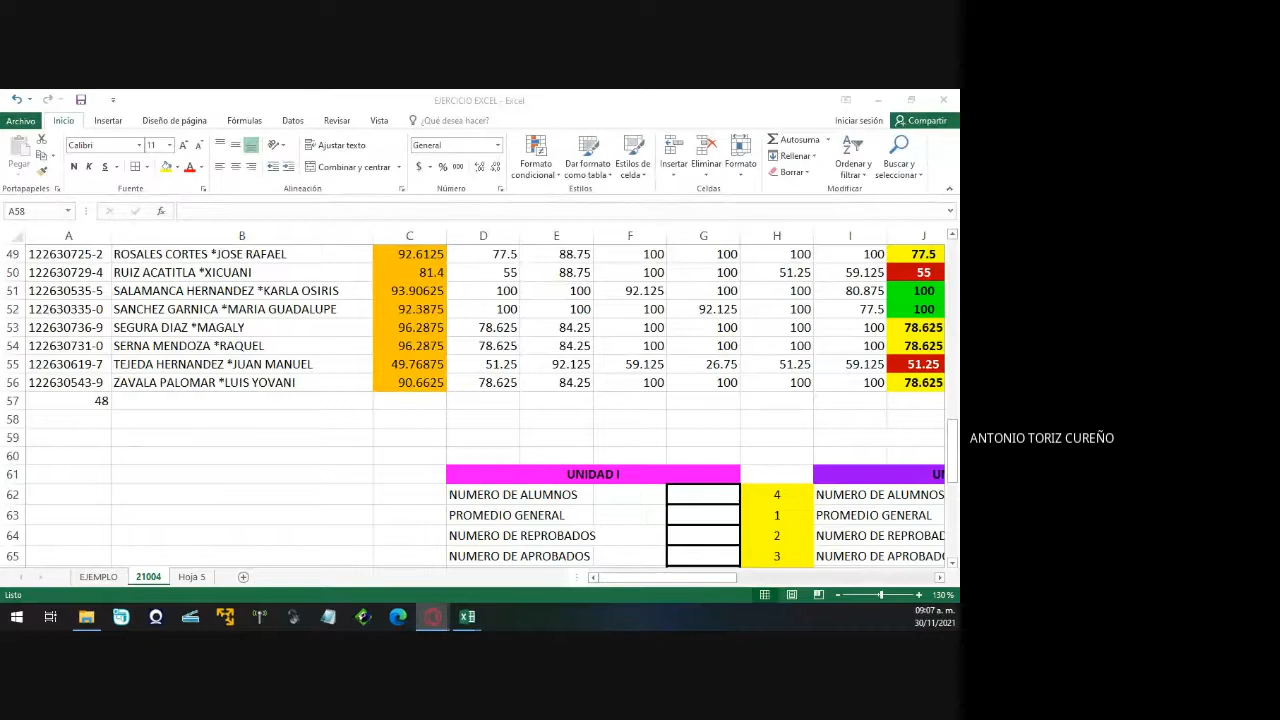 EJERCICIO EXCEL - Excel
Archivo Inicio Insertar Diseño de página Fórmulas Datos Revisar Vista ¿Qué desea hacer? Iniciar sesión Compartir
Pegar Calibri 11 Ajustar texto General Formato condicional Dar formato como tabla Estilos de celda Insertar Eliminar Formato Autosuma Ordenar y filtrar Buscar y seleccionar
N K S Combinar y centrar $ % 000 Rellenar
Borrar
Portapapeles Fuente Alineación Número Estilos Celdas Modificar
A58 fx
A B C D E F G H I J
49 122630725-2 ROSALES CORTES *JOSE RAFAEL 92.6125 77.5 88.75 100 100 100 100 77.5
50 122630729-4 RUIZ ACATITLA *XICUANI 81.4 55 88.75 100 100 51.25 59.125 55
51 122630535-5 SALAMANCA HERNANDEZ *KARLA OSIRIS 93.90625 100 100 92.125 100 100 80.875 100
52 122630335-0 SANCHEZ GARNICA *MARIA GUADALUPE 92.3875 100 100 100 92.125 100 77.5 100
53 122630736-9 SEGURA DIAZ *MAGALY 96.2875 78.625 84.25 100 100 100 100 78.625
54 122630731-0 SERNA MENDOZA *RAQUEL 96.2875 78.625 84.25 100 100 100 100 78.625
55 122630619-7 TEJEDA HERNANDEZ *JUAN MANUEL 49.76875 51.25 92.125 59.125 26.75 51.25 59.125 51.25
56 122630543-9 ZAVALA PALOMAR *LUIS YOVANI 90.6625 78.625 84.25 100 100 100 100 78.625
57 48
58
59
60
61 UNIDAD I
62 NUMERO DE ALUMNOS 4 NUMERO DE ALUMNOS
63 PROMEDIO GENERAL 1 PROMEDIO GENERAL
64 NUMERO DE REPROBADOS 2 NUMERO DE REPROBAD
65 NUMERO DE APROBADOS 3 NUMERO DE APROBADO
EJEMPLO 21004 Hoja 5
Listo 130 %
09:07 a. m.
30/11/2021
ANTONIO TORIZ CUREÑO